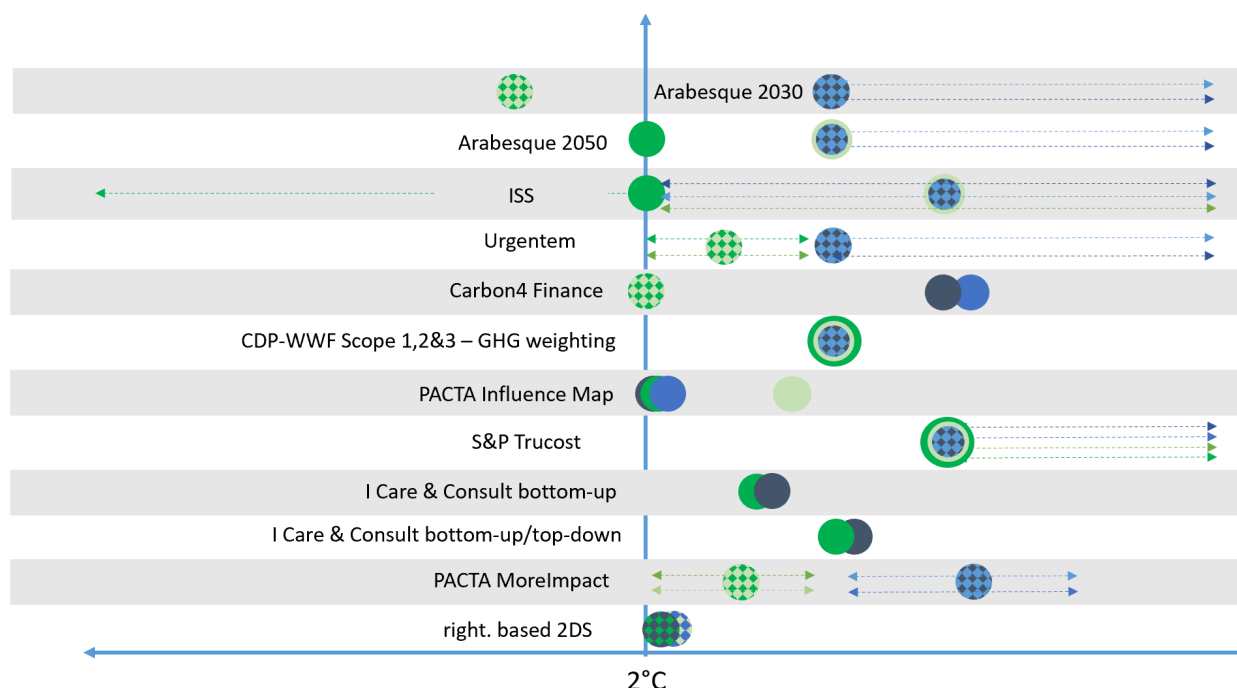 Arabesque 2030
Arabesque 2050
ISS
Urgentem
Carbon4 Finance
CDP-WWF Scope 1,2&3 – GHG weighting
PACTA Influence Map
S&P Trucost
I Care & Consult bottom-up
I Care & Consult bottom-up/top-down
PACTA MoreImpact
right. based 2DS
2°C